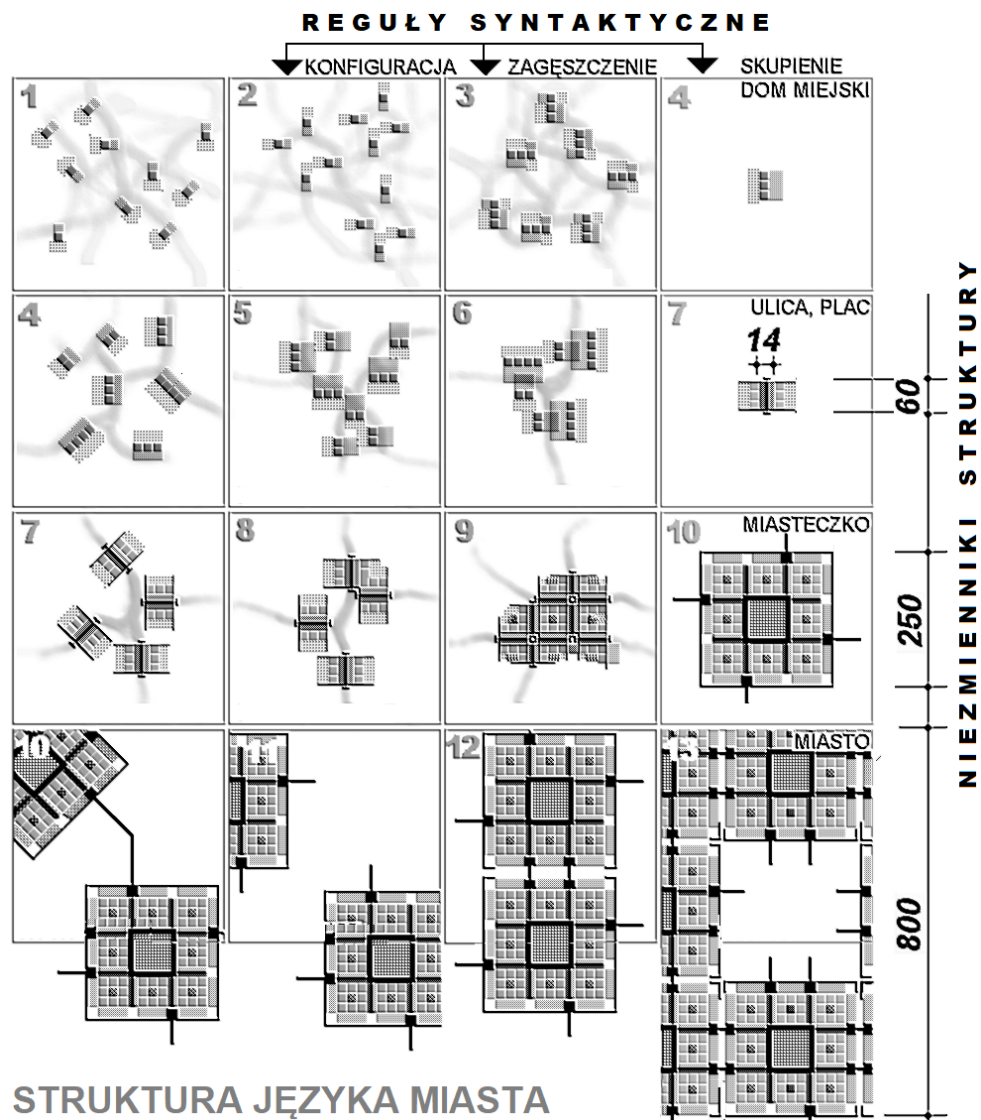 REGUŁY SYNTAKTYCZNE
KONFIGURACJA
ZAGĘSZCZENIE
SKUPIENIE
1
2
3
4
DOM MIEJSKI
4
5
6
7
ULICA, PLAC
14
60
7
8
9
10
MIASTECZKO
250
10
11
12
13
MIASTO
800
NIEZMIENNIKI STRUKTURY
STRUKTURA JĘZYKA MIASTA